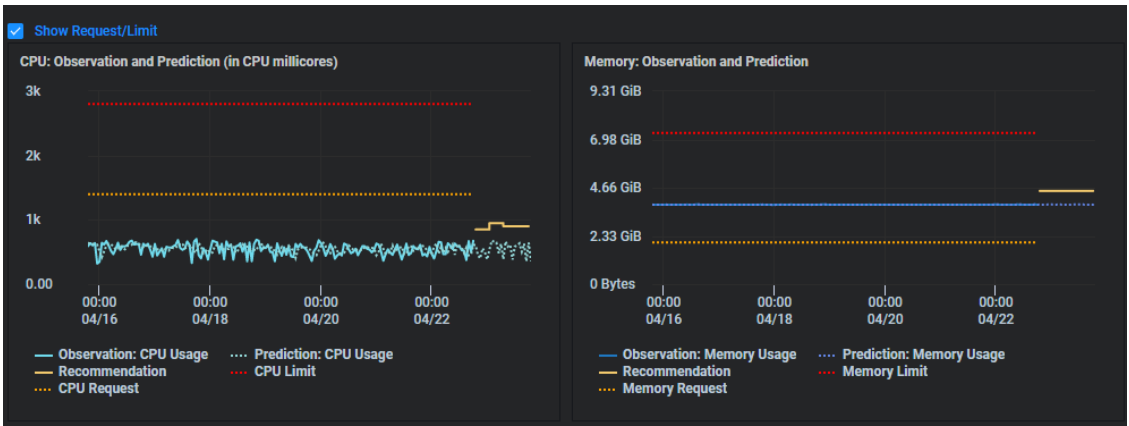 Show Request/Limit
CPU: Observation and Prediction (in CPU millicores)
3k
2k
1k
0.00
00:00 00:00 00:00 00:00
04/16 04/18 04/20 04/22
Observation: CPU Usage Prediction: CPU Usage
Recommendation CPU Limit
CPU Request
Memory: Observation and Prediction
9.31 GiB
6.98 GiB
4.66 GiB
2.33 GiB
0 Bytes
00:00 00:00 00:00 00:00
04/16 04/18 04/20 04/22
Observation: Memory Usage Prediction: Memory Usage
Recommendation Memory Limit
Memory Request